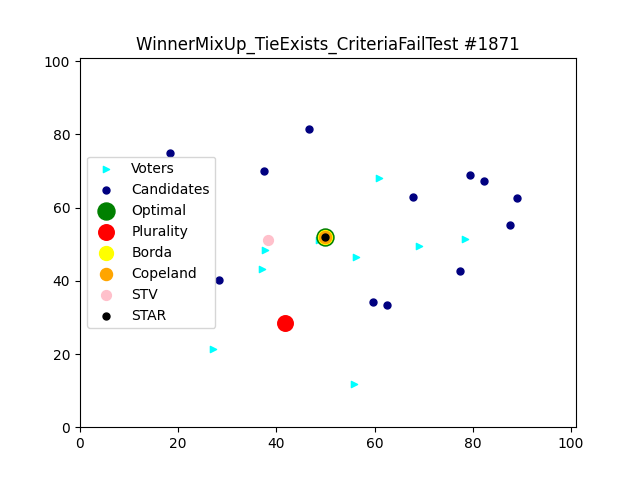 WinnerMixUp_TieExists_CriteriaFailTest #1871
100
80
60
40
20
0
Voters
Candidates
Optimal
Plurality
Borda
Copeland
STV
STAR
0 20 40 60 80 100